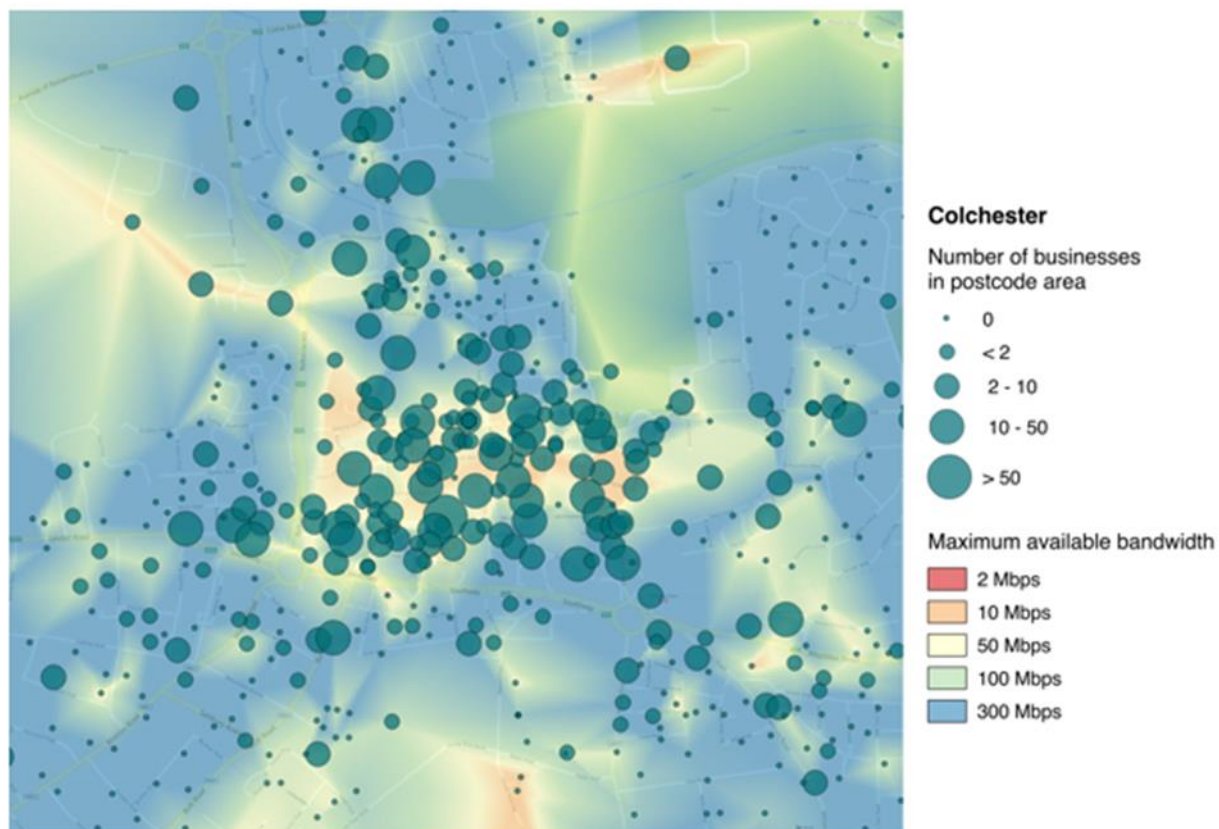 Colchester
Number of businesses
in postcode area
0
< 2
2 - 10
10 - 50
> 50
Maximum available bandwidth
2 Mbps
10 Mbps
50 Mbps
100 Mbps
300 Mbps